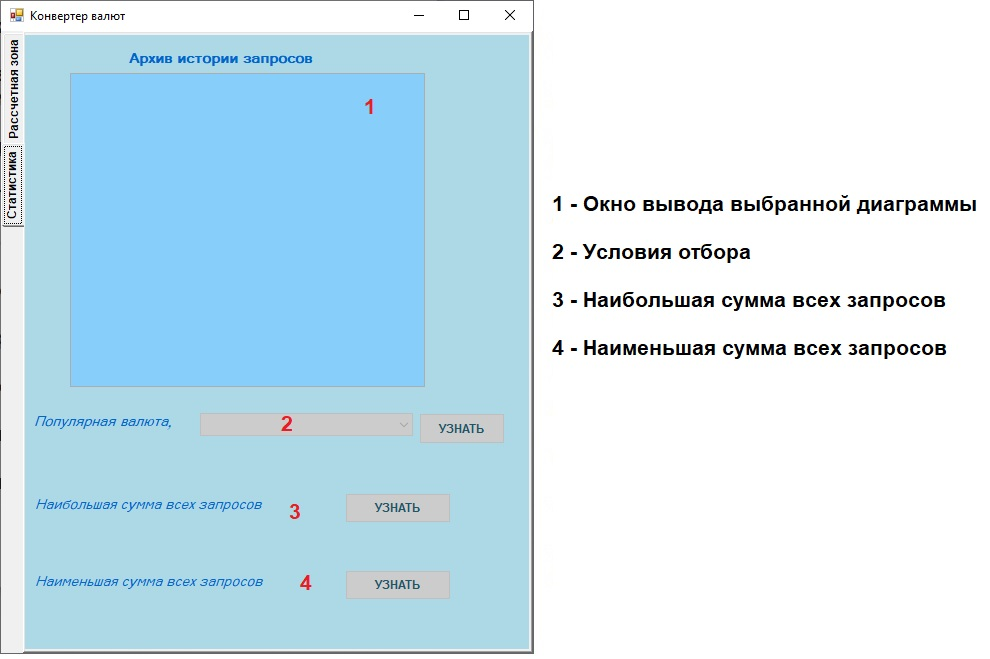 Конвертер валют
Рассчетная зона
Статистика
Архив истории запросов
1
Популярная валюта,
2
УЗНАТЬ
Наибольшая сумма всех запросов
3
УЗНАТЬ
Наименьшая сумма всех запросов
4
УЗНАТЬ
1 - Окно вывода выбранной диаграммы
2 - Условия отбора
3 - Наибольшая сумма всех запросов
4 - Наименьшая сумма всех запросов